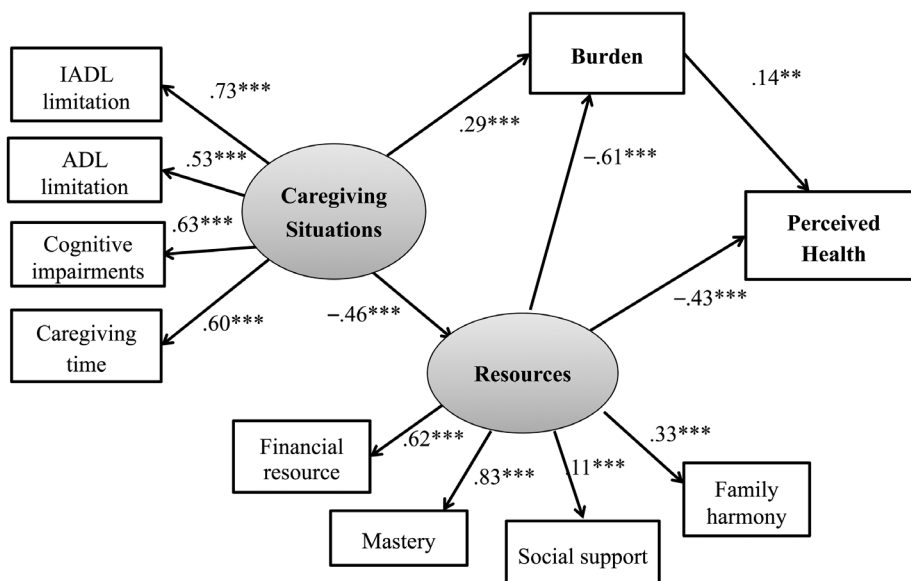 IADL
limitation
.73***
ADL
limitation
.53***
Cognitive
impairments
.63***
Caregiving
time
.60***
Caregiving
Situations
Burden
.29***
−.61***
.14**
Perceived
Health
−.46***
−.43***
Resources
Financial
resource
.62***
Mastery
.83***
Social support
.11***
Family
harmony
.33***